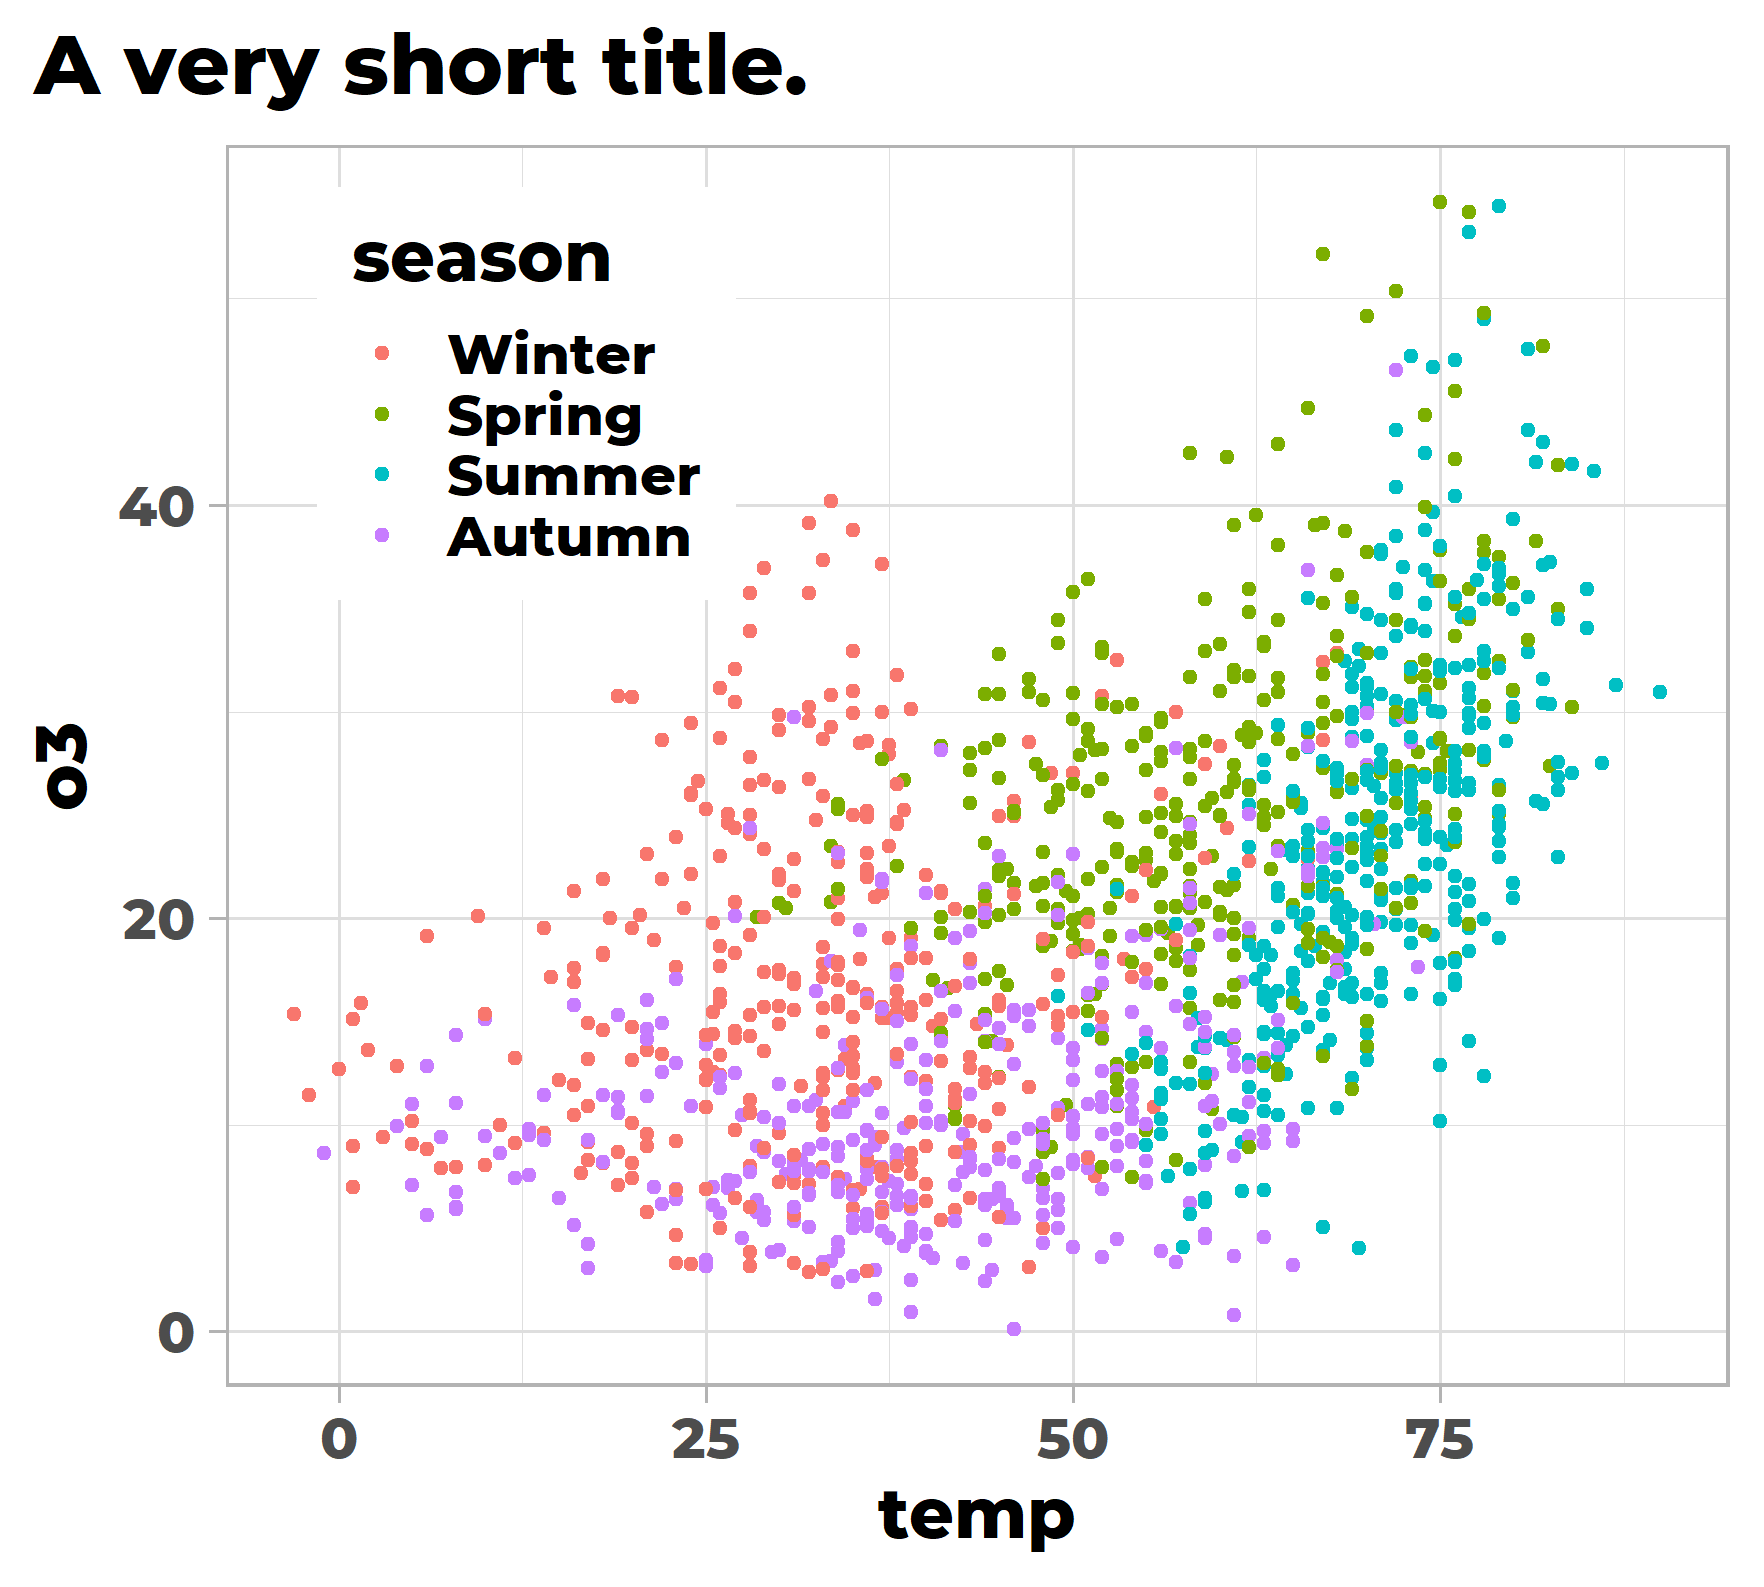 A very short title.
season
Winter
Spring
Summer
Autumn
40
20
0
o3
0 25 50 75
temp